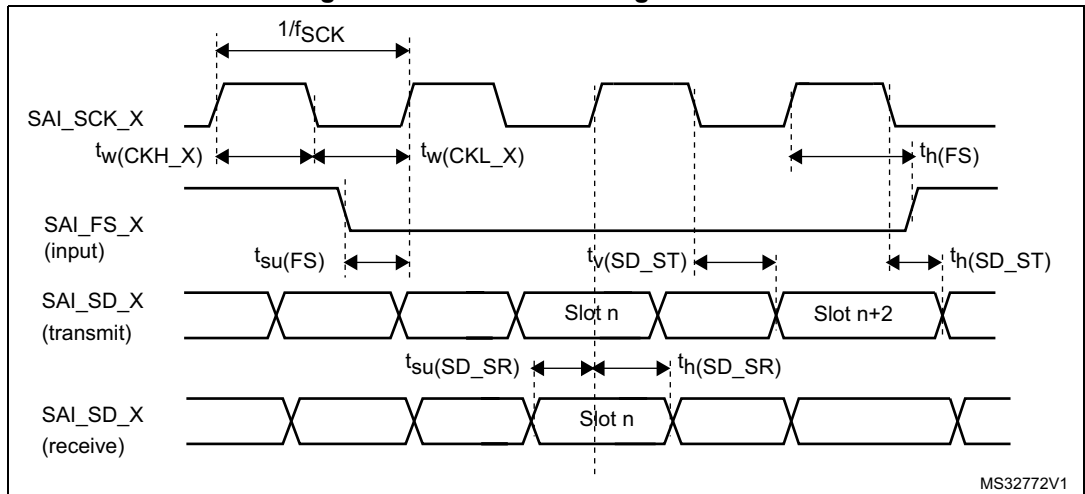 1/fSCK
SAI_SCK_X
tw(CKH_X)
tw(CKL_X)
th(FS)
SAI_FS_X
(input)
tsu(FS)
tv(SD_ST)
th(SD_ST)
SAI_SD_X
(transmit)
Slot n
Slot n+2
tsu(SD_SR)
th(SD_SR)
SAI_SD_X
(receive)
Slot n
MS32772V1